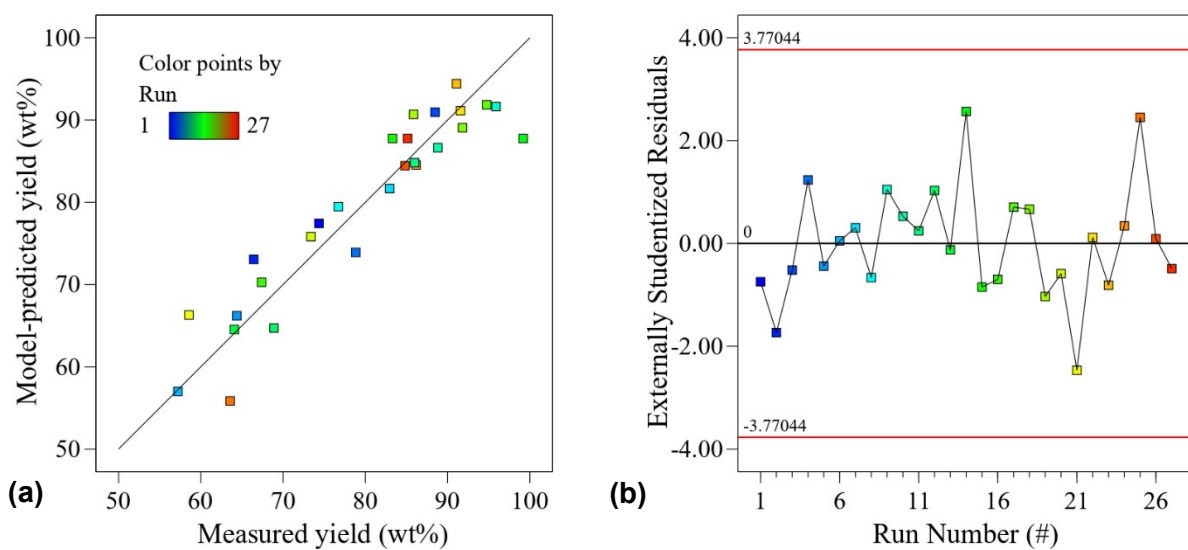 100
90
80
70
60
50
Model-predicted yield (wt%)
Color points by
Run
1 27
50 60 70 80 90 100
Measured yield (wt%)
(a)
4.00
2.00
0.00
-2.00
-4.00
Externally Studentized Residuals
3.77044
0
-3.77044
1 6 11 16 21 26
Run Number (#)
(b)